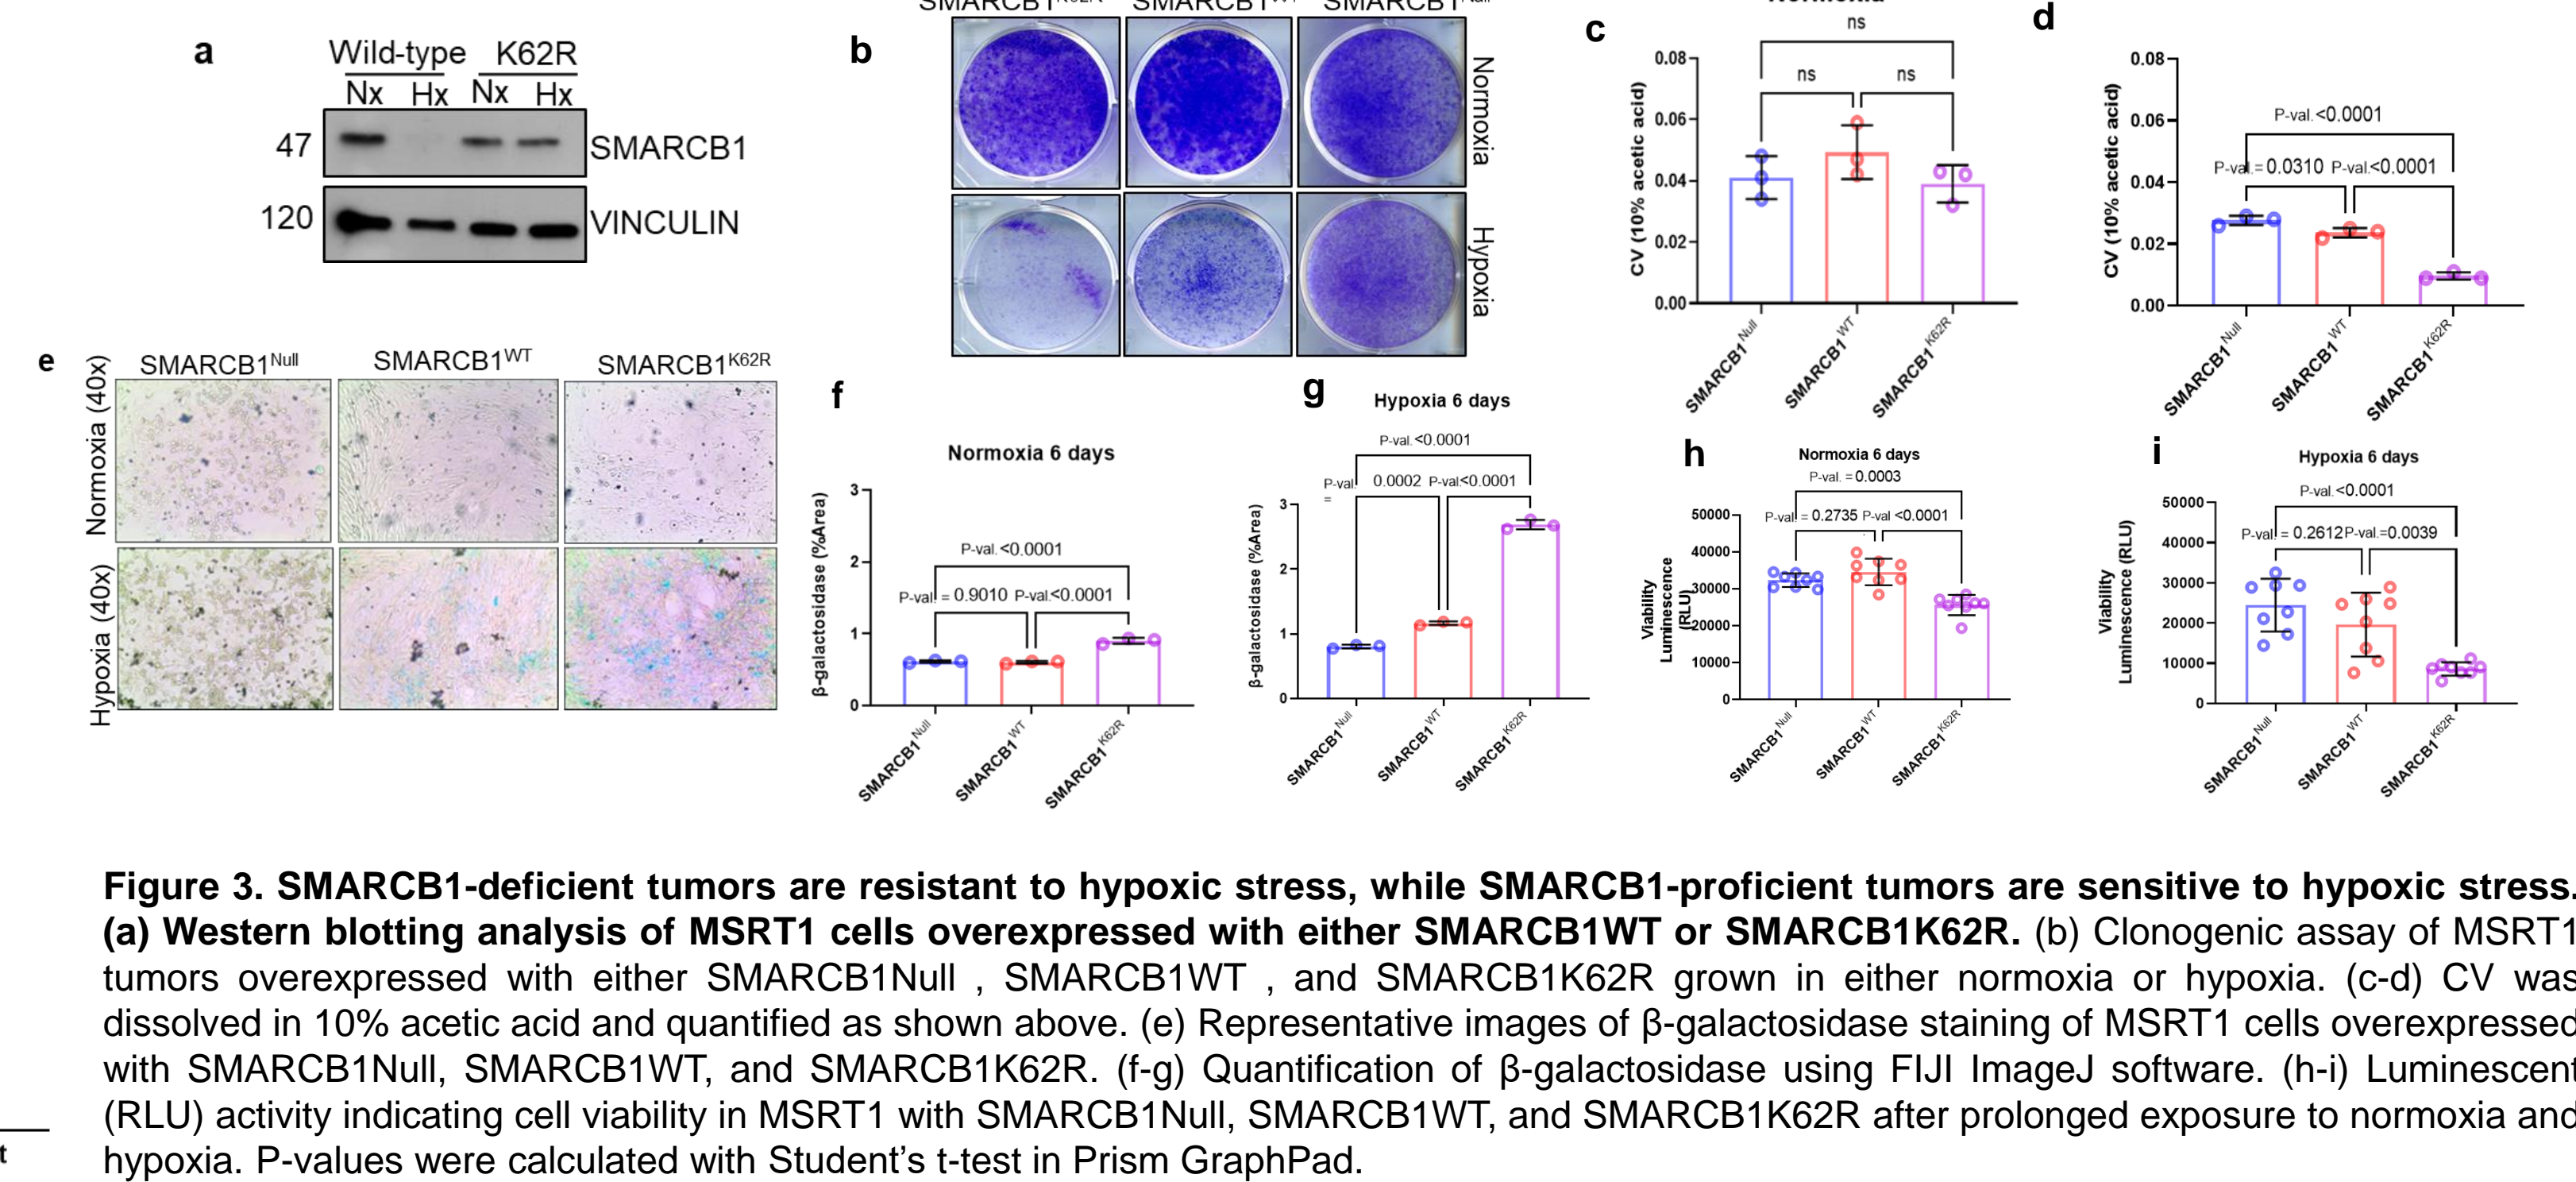 SMARCB1K62R SMARCB1WT SMARCB1Null
a
Wild-type K62R
Nx Hx Nx Hx
47 SMARCB1
120 VINCULIN
b
Normoxia
Hypoxia
c
Normoxia
ns
ns ns
CV (10% acetic acid)
0.08
0.06
0.04
0.02
0.00
SMARCB1Null SMARCB1WT SMARCB1K62R
d
P-val.<0.0001
P-val.= 0.0310 P-val.<0.0001
CV (10% acetic acid)
0.08
0.06
0.04
0.02
0.00
SMARCB1Null SMARCB1WT SMARCB1K62R
e
SMARCB1Null SMARCB1WT SMARCB1K62R
Normoxia (40x)
Hypoxia (40x)
f
Normoxia 6 days
P-val.<0.0001
P-val. = 0.9010 P-val.<0.0001
β-galactosidase (%Area)
3
2
1
0
SMARCB1Null SMARCB1WT SMARCB1K62R
g
Hypoxia 6 days
P-val.<0.0001
P-val. 0.0002 P-val.<0.0001
=
β-galactosidase (%Area)
3
2
1
0
SMARCB1Null SMARCB1WT SMARCB1K62R
h
Normoxia 6 days
P-val. = 0.0003
P-val. = 0.2735 P-val <0.0001
Viability
Luminescence
(RLU)
50000
40000
30000
20000
10000
0
SMARCB1Null SMARCB1WT SMARCB1K62R
i
Hypoxia 6 days
P-val.<0.0001
P-val. = 0.2612 P-val.=0.0039
Viability
Luminescence (RLU)
50000
40000
30000
20000
10000
0
SMARCB1Null SMARCB1WT SMARCB1K62R
Figure 3. SMARCB1-deficient tumors are resistant to hypoxic stress, while SMARCB1-proficient tumors are sensitive to hypoxic stress.
(a) Western blotting analysis of MSRT1 cells overexpressed with either SMARCB1WT or SMARCB1K62R. (b) Clonogenic assay of MSRT1
tumors overexpressed with either SMARCB1Null , SMARCB1WT , and SMARCB1K62R grown in either normoxia or hypoxia. (c-d) CV was
dissolved in 10% acetic acid and quantified as shown above. (e) Representative images of β-galactosidase staining of MSRT1 cells overexpressed
with SMARCB1Null, SMARCB1WT, and SMARCB1K62R. (f-g) Quantification of β-galactosidase using FIJI ImageJ software. (h-i) Luminescent
(RLU) activity indicating cell viability in MSRT1 with SMARCB1Null, SMARCB1WT, and SMARCB1K62R after prolonged exposure to normoxia and
hypoxia. P-values were calculated with Student’s t-test in Prism GraphPad.
t